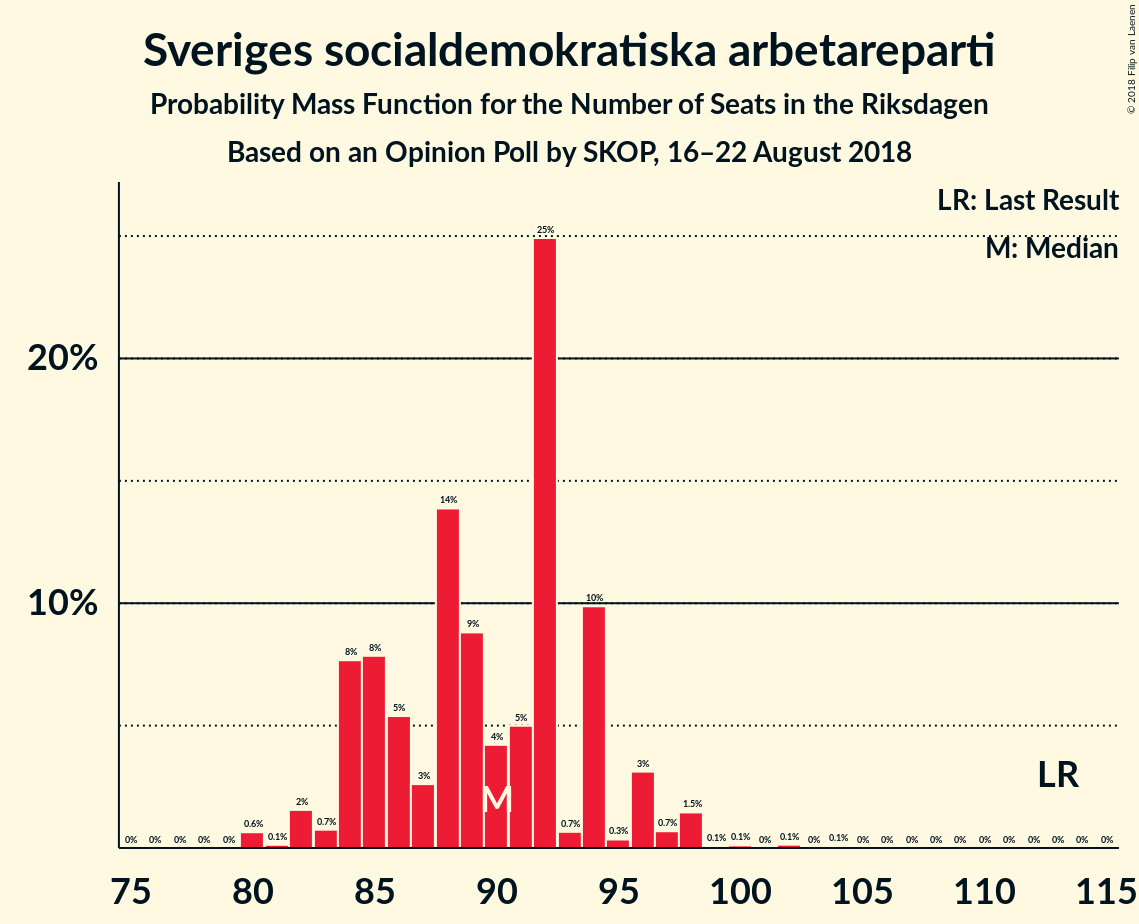 Sveriges socialdemokratiska arbetareparti
Probability Mass Function for the Number of Seats in the Riksdagen
Based on an Opinion Poll by SKOP, 16–22 August 2018
© 2018 Filip van Laenen
LR: Last Result
M: Median
20%
10%
0% 0% 0% 0% 0% 0.6% 0.1% 2% 0.7% 8% 8% 5% 3% 14% 9% 4% 5% 25% 0.7% 10% 0.3% 3% 0.7% 1.5% 0.1% 0.1% 0% 0.1% 0% 0.1% 0% 0% 0% 0% 0% 0% 0% 0% 0% 0% 0%
M
LR
75 80 85 90 95 100 105 110 115